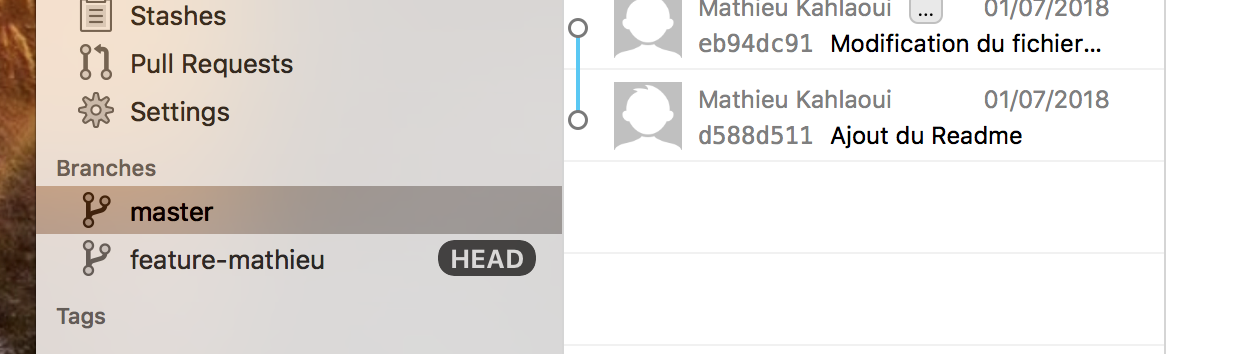 Stashes
Pull Requests
Settings
Branches
master
feature-mathieu HEAD
Tags
Mathieu Kahlaoui ... 01/07/2018
eb94dc91 Modification du fichier...
Mathieu Kahlaoui 01/07/2018
d588d511 Ajout du Readme